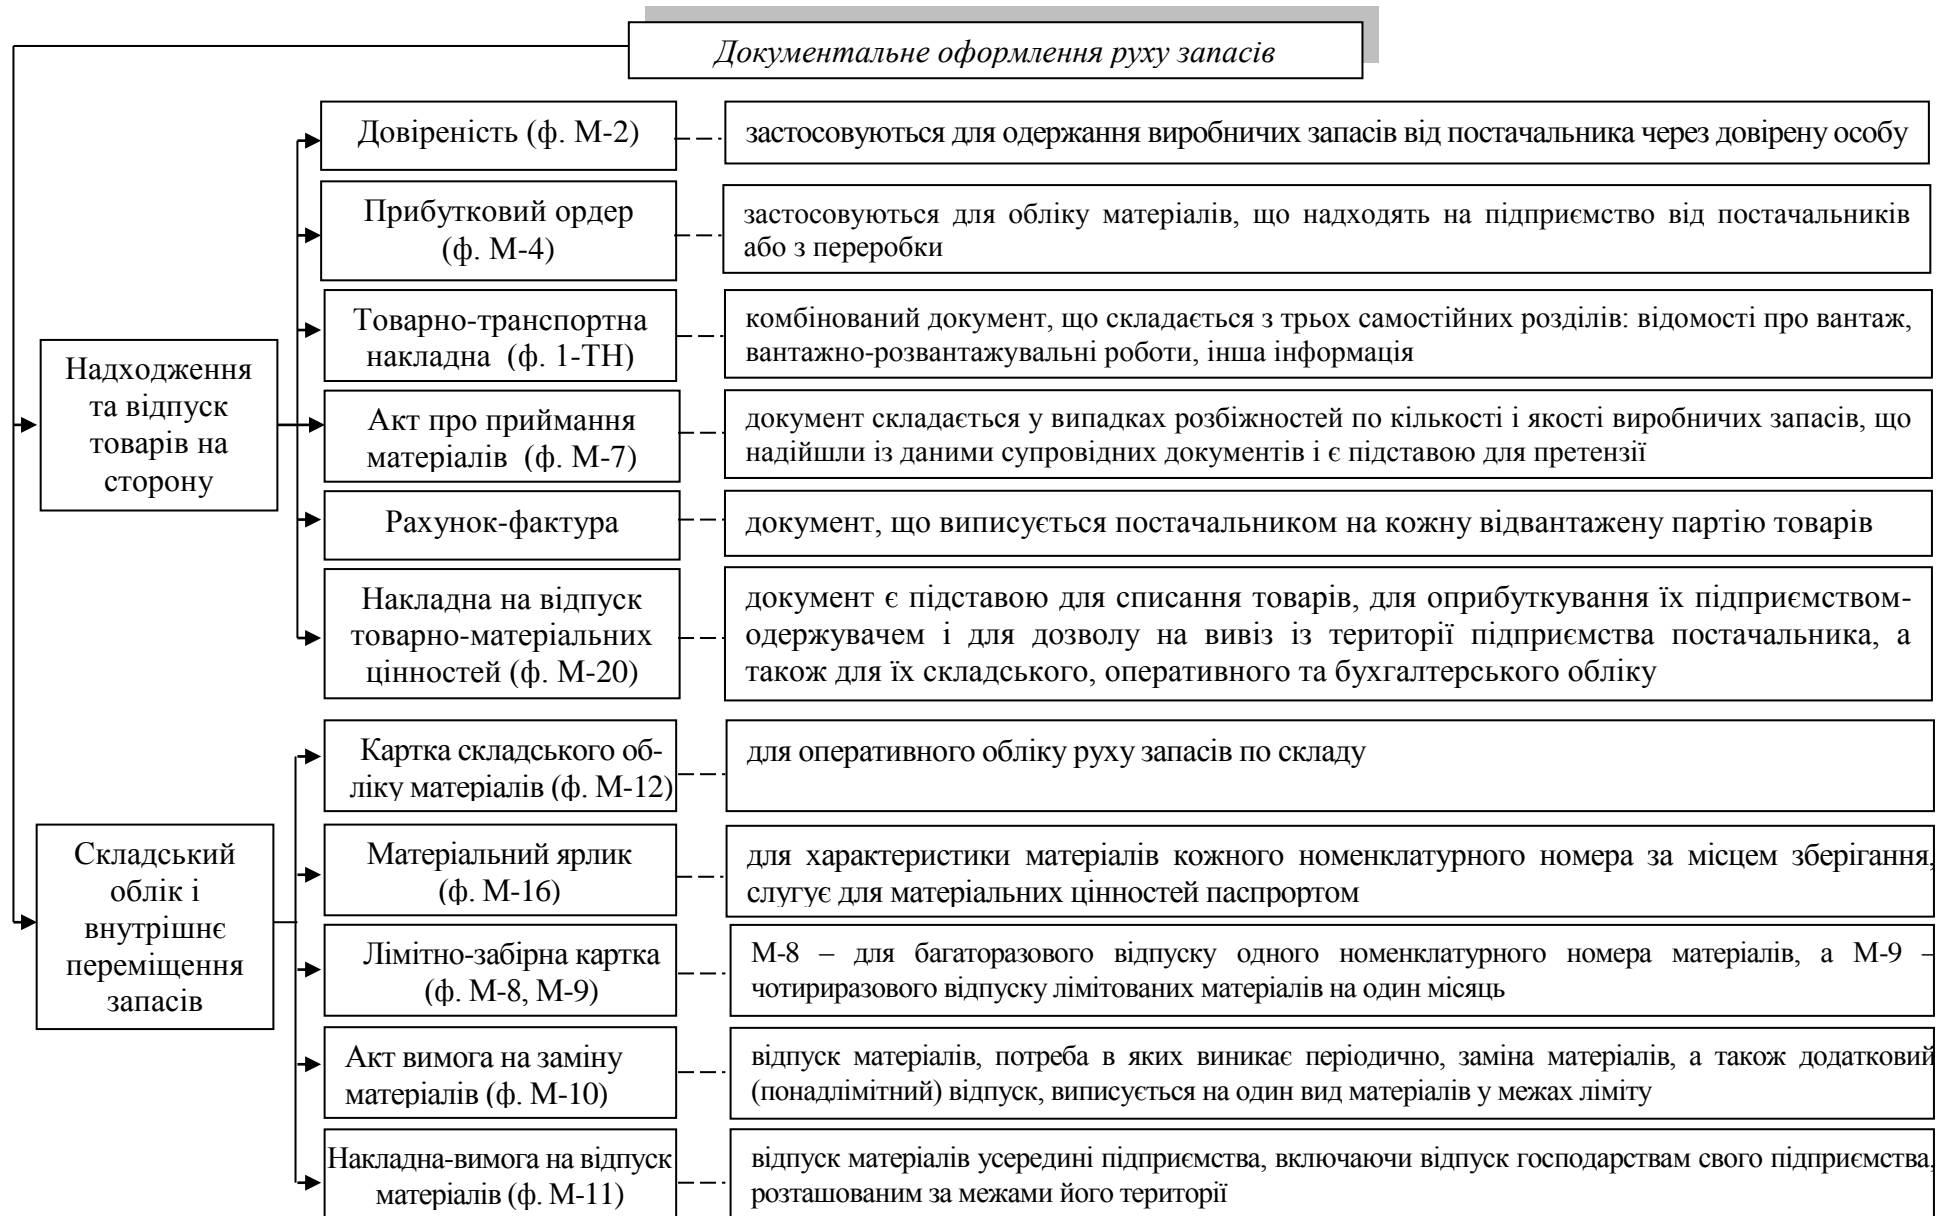 Документальне оформлення руху запасів
Надходження
та відпуск
товарів на
сторону
Довіреність (ф. М-2)
застосовуються для одержання виробничих запасів від постачальника через довірену особу
Прибутковий ордер
(ф. М-4)
застосовуються для обліку матеріалів, що надходять на підприємство від постачальників
або з переробки
Товарно-транспортна
накладна (ф. 1-ТН)
комбінований документ, що складається з трьох самостійних розділів: відомості про вантаж,
вантажно-розвантажувальні роботи, інша інформація
Акт про приймання
матеріалів (ф. М-7)
документ складається у випадках розбіжностей по кількості і якості виробничих запасів, що
надійшли із даними супровідних документів і є підставою для претензії
Рахунок-фактура
документ, що виписується постачальником на кожну відвантажену партію товарів
Накладна на відпуск
товарно-матеріальних
цінностей (ф. М-20)
документ є підставою для списання товарів, для оприбуткування їх підприємством-
одержувачем і для дозволу на вивіз із території підприємства постачальника, а
також для їх складського, оперативного та бухгалтерського обліку
Складський
облік і
внутрішнє
переміщення
запасів
Картка складського об-
ліку матеріалів (ф. М-12)
для оперативного обліку руху запасів по складу
Матеріальний ярлик
(ф. М-16)
для характеристики матеріалів кожного номенклатурного номера за місцем зберігання,
слугує для матеріальних цінностей паспрортом
Лімітно-забірна картка
(ф. М-8, М-9)
М-8 – для багаторазового відпуску одного номенклатурного номера матеріалів, а М-9 –
чотириразового відпуску лімітованих матеріалів на один місяць
Акт вимога на заміну
матеріалів (ф. М-10)
відпуск матеріалів, потреба в яких виникає періодично, заміна матеріалів, а також додатковий
(понадлімітний) відпуск, виписується на один вид матеріалів у межах ліміту
Накладна-вимога на відпуск
матеріалів (ф. М-11)
відпуск матеріалів усередині підприємства, включаючи відпуск господарствам свого підприємства,
розташованим за межами його території